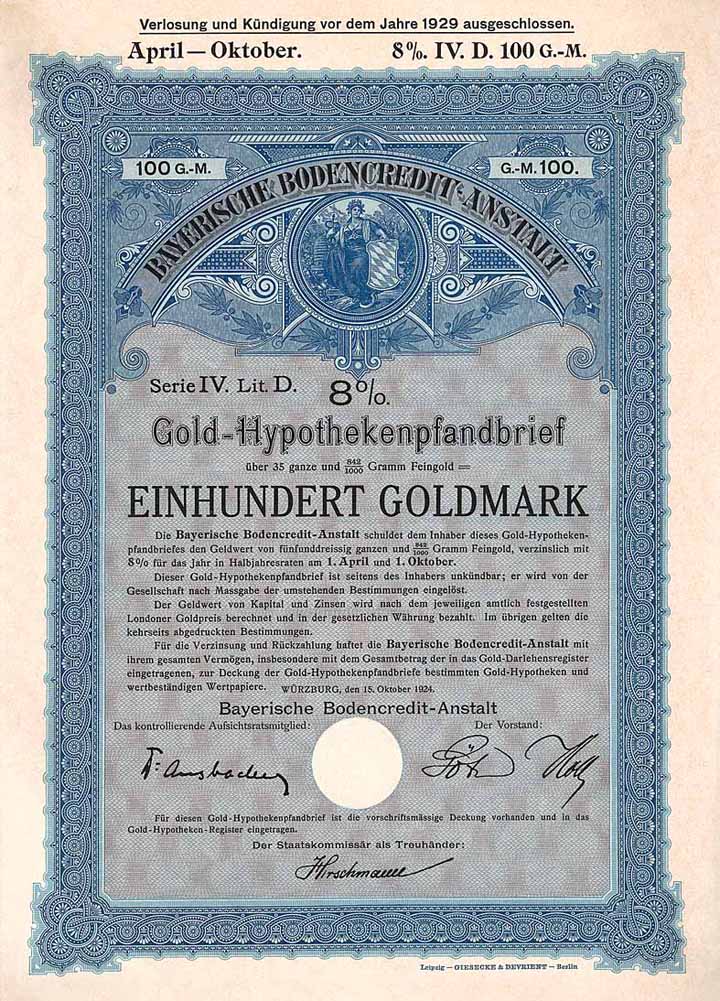 Verlosung und Kündigung vor dem Jahre 1929 ausgeschlossen.
April — Oktober. 8%. IV. D. 100 G.-M.
100 G.-M. G.-M. 100.
BAYERISCHE BODENCREDIT-ANSTALT
Serie IV. Lit. D. 8%.
Gold-Hypothekenpfandbrief
über 35 ganze und 842/1000 Gramm Feingold =
EINHUNDERT GOLDMARK
Die Bayerische Bodencredit-Anstalt schuldet dem Inhaber dieses Gold-Hypotheken-
pfandbriefes den Geldwert von fünfunddreissig ganzen und 842/1000 Gramm Feingold, verzinslich mit
8% für das Jahr in Halbjahresraten am 1. April und 1. Oktober.
Dieser Gold-Hypothekenpfandbrief ist seitens des Inhabers unkündbar; er wird von der
Gesellschaft nach Massgabe der umstehenden Bestimmungen eingelöst.
Der Geldwert von Kapital und Zinsen wird nach dem jeweiligen amtlich festgestellten
Londoner Goldpreis berechnet und in der gesetzlichen Währung bezahlt. Im übrigen gelten die
kehrseits abgedruckten Bestimmungen.
Für die Verzinsung und Rückzahlung haftet die Bayerische Bodencredit-Anstalt mit
ihrem gesamten Vermögen, insbesondere mit dem Gesamtbetrag der in das Gold-Darlehensregister
eingetragenen, zur Deckung der Gold-Hypothekenpfandbriefe bestimmten Gold-Hypotheken und
wertbeständigen Wertpapiere. WÜRZBURG, den 15. Oktober 1924.
Bayerische Bodencredit-Anstalt
Das kontrollierende Aufsichtsratsmitglied: Der Vorstand:
Für diesen Gold-Hypothekenpfandbrief ist die vorschriftsmässige Deckung vorhanden und in das
Gold-Hypotheken-Register eingetragen.
Der Staatskommissär als Treuhänder:
Hirschmann
Leipzig — GIESECKE & DEVRIENT — Berlin